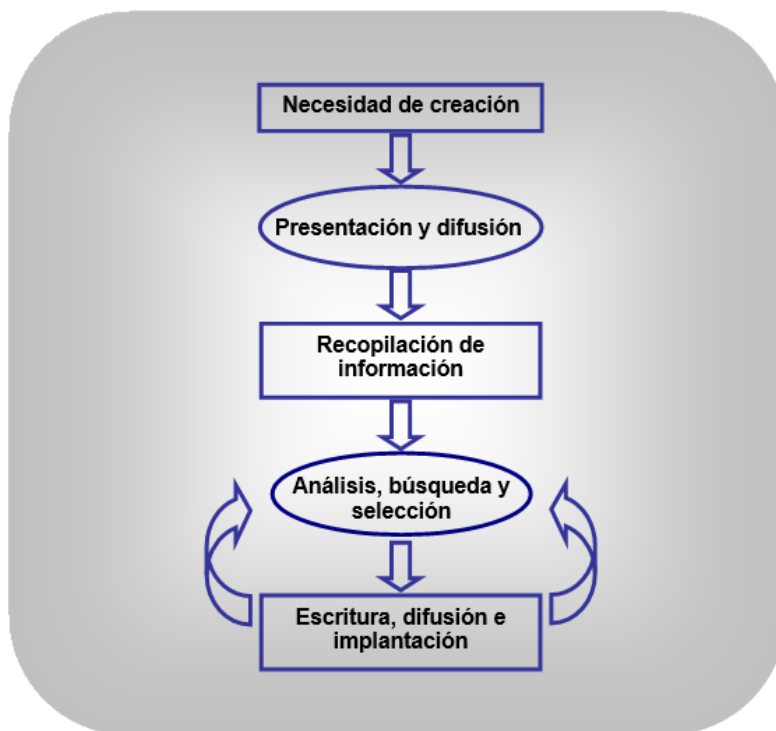 Necesidad de creación
Presentación y difusión
Recopilación de
información
Análisis, búsqueda y
selección
Escritura, difusión e
implantación